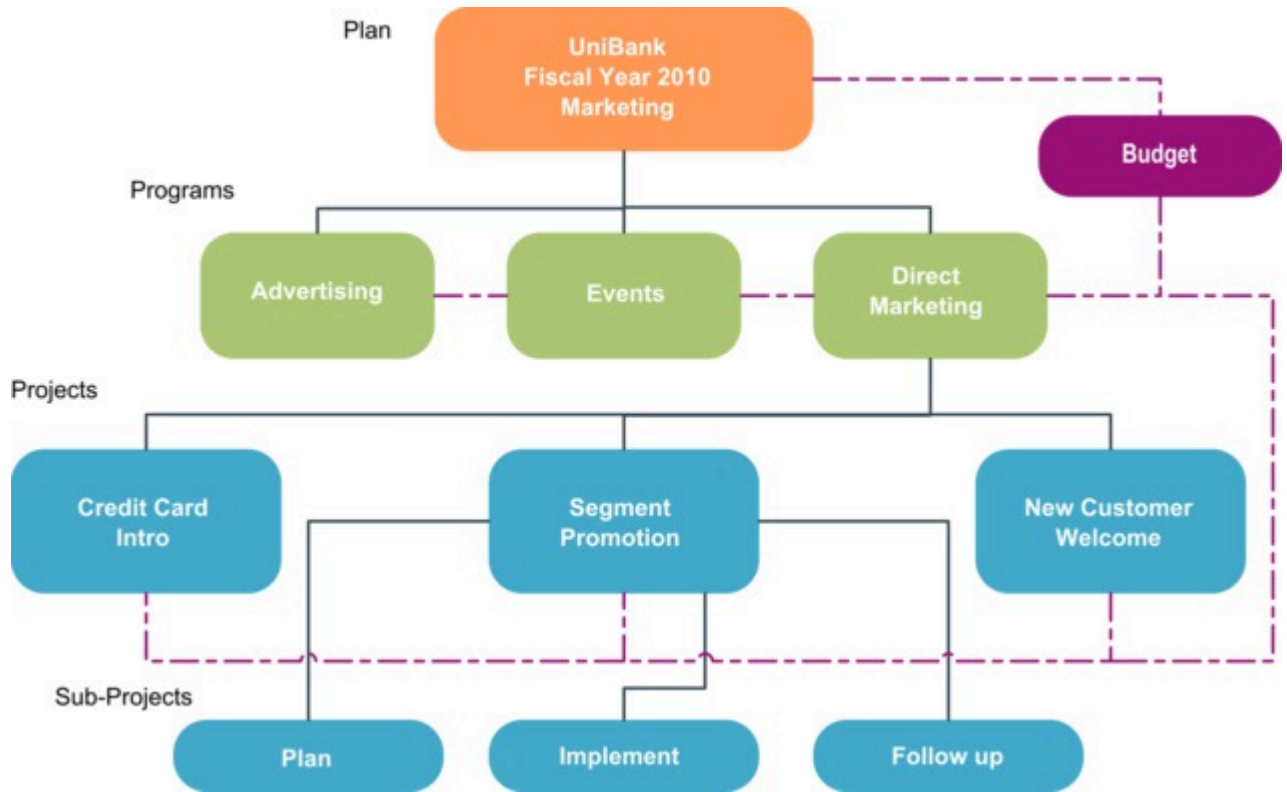 Plan
UniBank
Fiscal Year 2010
Marketing
Budget
Programs
Advertising
Events
Direct
Marketing
Projects
Credit Card
Intro
Segment
Promotion
New Customer
Welcome
Sub-Projects
Plan
Implement
Follow up